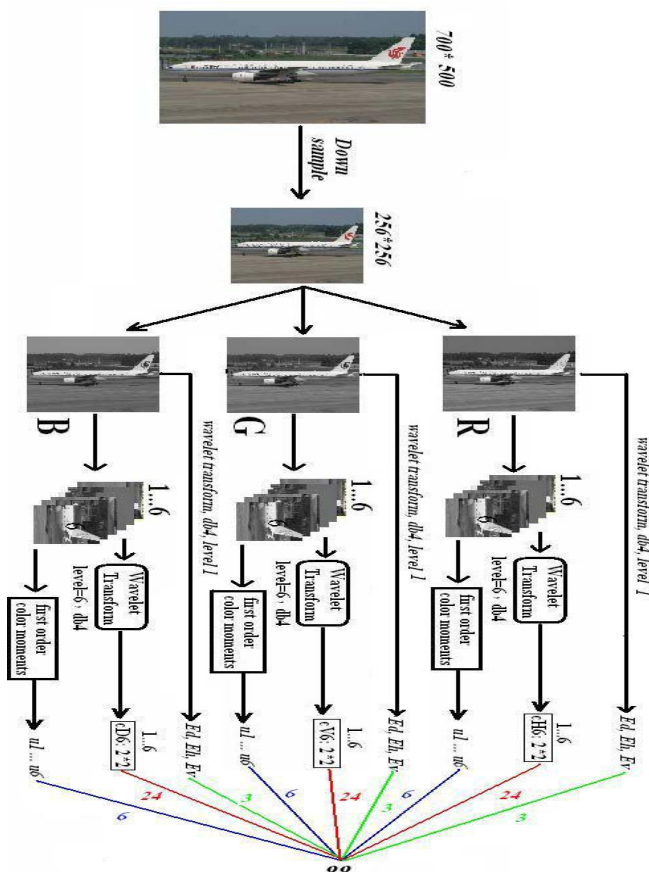 700* 500
Down
sample
256*256
B
G
R
wavelet transform, db4, level 1
wavelet transform, db4, level 1
wavelet transform, db4, level 1
1...6
1...6
1...6
6
6
6
Wavelet
Transform
level=6, db4
Wavelet
Transform
level=6, db4
Wavelet
Transform
level=6, db4
first order
color moments
first order
color moments
first order
color moments
u1 ... u6
1...6
cD6: 2*2
Ed, Eh, Ev
u1 ... u6
1...6
cV6: 2*2
Ed, Eh, Ev
u1 ... u6
1...6
cH6: 2*2
Ed, Eh, Ev
6
24
3
6
24
3
6
24
3
99